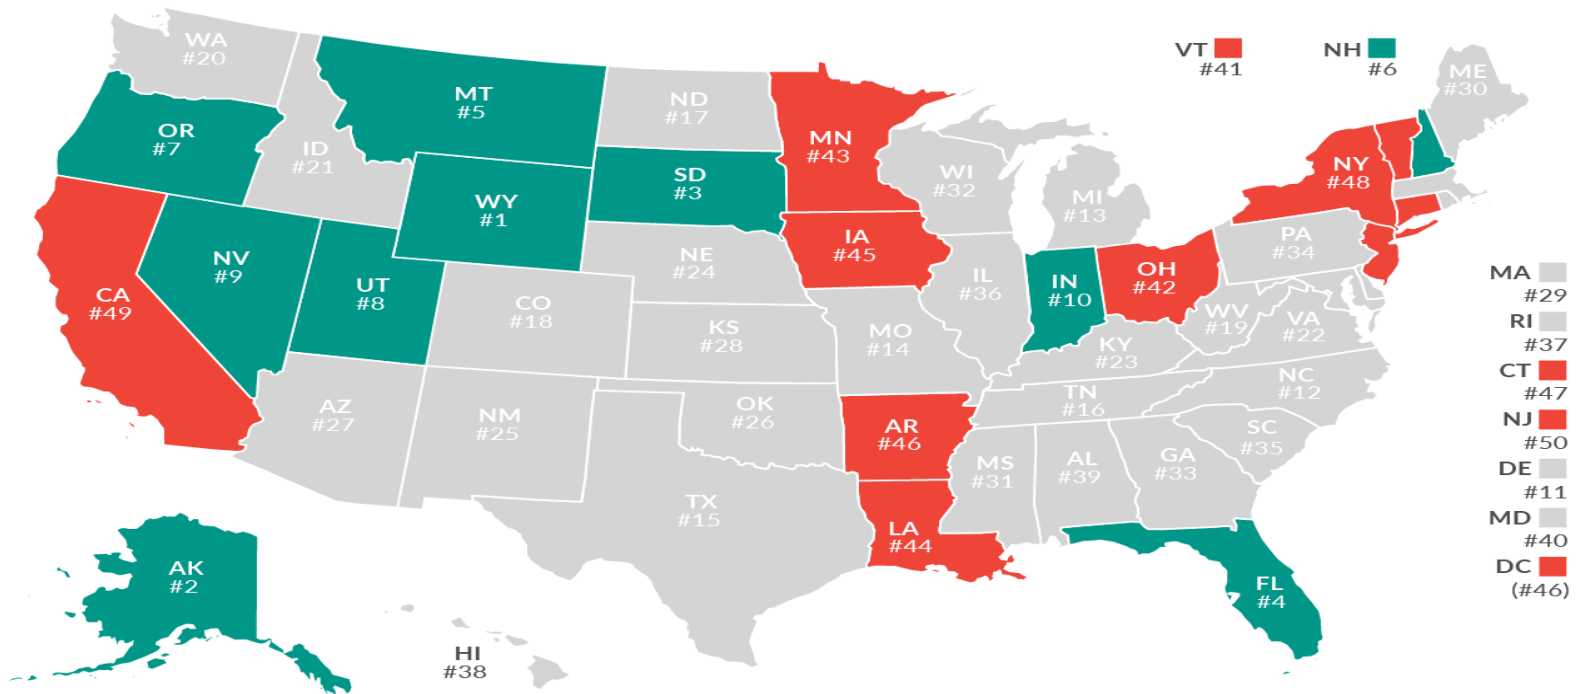 WA
#20
VT
#41
NH
#6
ME
#30
MT
#5
ND
#17
OR
#7
MN
#43
ID
#21
SD
#3
WI
#32
NY
#48
WY
#1
MI
#13
IA
#45
PA
#34
NV
#9
NE
#24
UT
#8
IL
#36
IN
#10
OH
#42
MA
#29
CA
#49
CO
#18
KS
#28
MO
#14
WV
#19
VA
#22
RI
#37
KY
#23
CT
#47
AZ
#27
NM
#25
OK
#26
TN
#16
NC
#12
AR
#46
SC
#35
NJ
#50
MS
#31
AL
#39
GA
#33
DE
#11
TX
#15
LA
#44
MD
#40
AK
#2
FL
#4
DC
(#46)
HI
#38